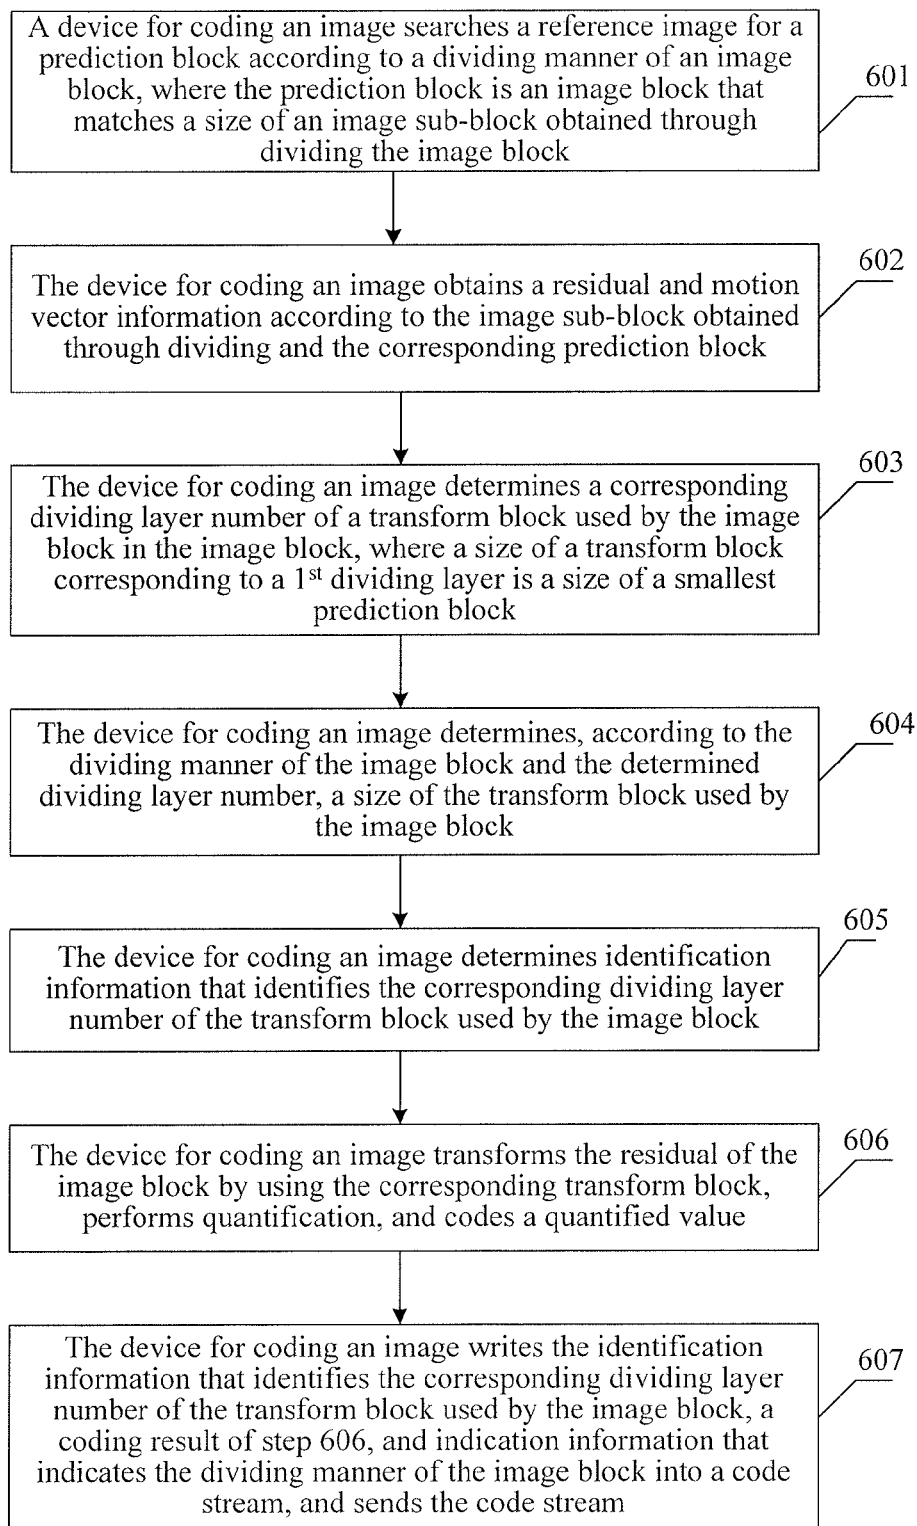 A device for coding an image searches a reference image for a
prediction block according to a dividing manner of an image
block, where the prediction block is an image block that
matches a size of an image sub-block obtained through
dividing the image block
601
The device for coding an image obtains a residual and motion
vector information according to the image sub-block obtained
through dividing and the corresponding prediction block
602
The device for coding an image determines a corresponding
dividing layer number of a transform block used by the image
block in the image block, where a size of a transform block
corresponding to a 1st dividing layer is a size of a smallest
prediction block
603
The device for coding an image determines, according to the
dividing manner of the image block and the determined
dividing layer number, a size of the transform block used by
the image block
604
The device for coding an image determines identification
information that identifies the corresponding dividing layer
number of the transform block used by the image block
605
The device for coding an image transforms the residual of the
image block by using the corresponding transform block,
performs quantification, and codes a quantified value
606
The device for coding an image writes the identification
information that identifies the corresponding dividing layer
number of the transform block used by the image block, a
coding result of step 606, and indication information that
indicates the dividing manner of the image block into a code
stream, and sends the code stream
607